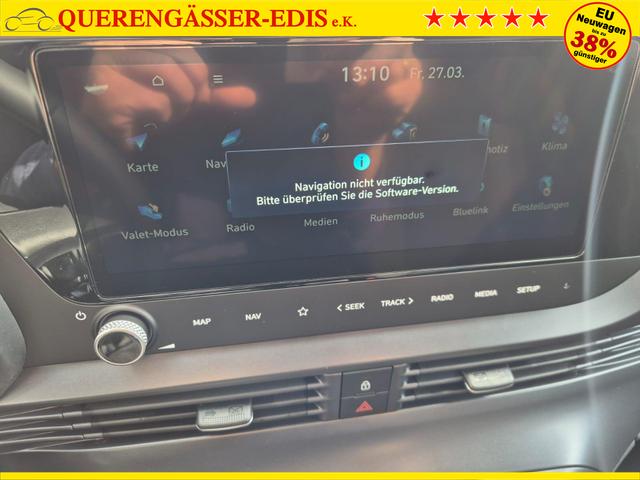 QUERENGÄSSER-EDIS e.K.
EU
Neuwagen
bis zu
38%
günstiger
13:10 Fr, 27.03.
Karte
Klima
Navigation nicht verfügbar.
Bitte überprüfen Sie die Software-Version.
Valet-Modus Radio Medien Ruhemodus Bluelink Einstellungen
MAP NAV < SEEK TRACK > RADIO MEDIA SETUP